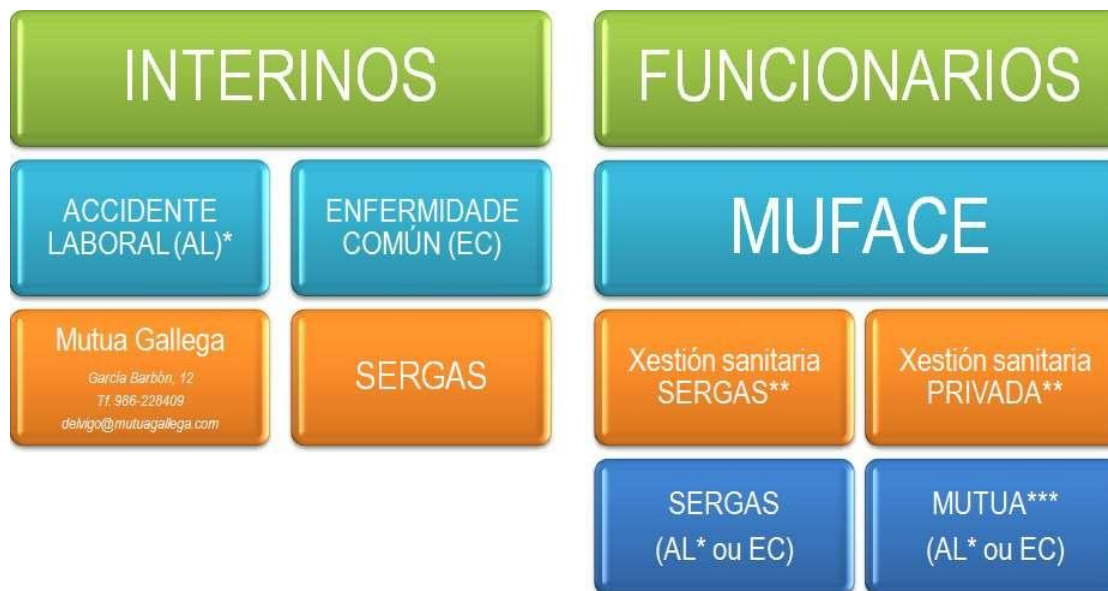 INTERINOS
FUNCIONARIOS
ACCIDENTE
LABORAL (AL)*
ENFERMIDADE
COMÚN (EC)
MUFACE
Mutua Gallega
García Barbón, 12
Tf. 986-228409
delvigo@mutuagallega.com
SERGAS
Xestión sanitaria
SERGAS**
Xestión sanitaria
PRIVADA**
SERGAS
(AL* ou EC)
MUTUA***
(AL* ou EC)